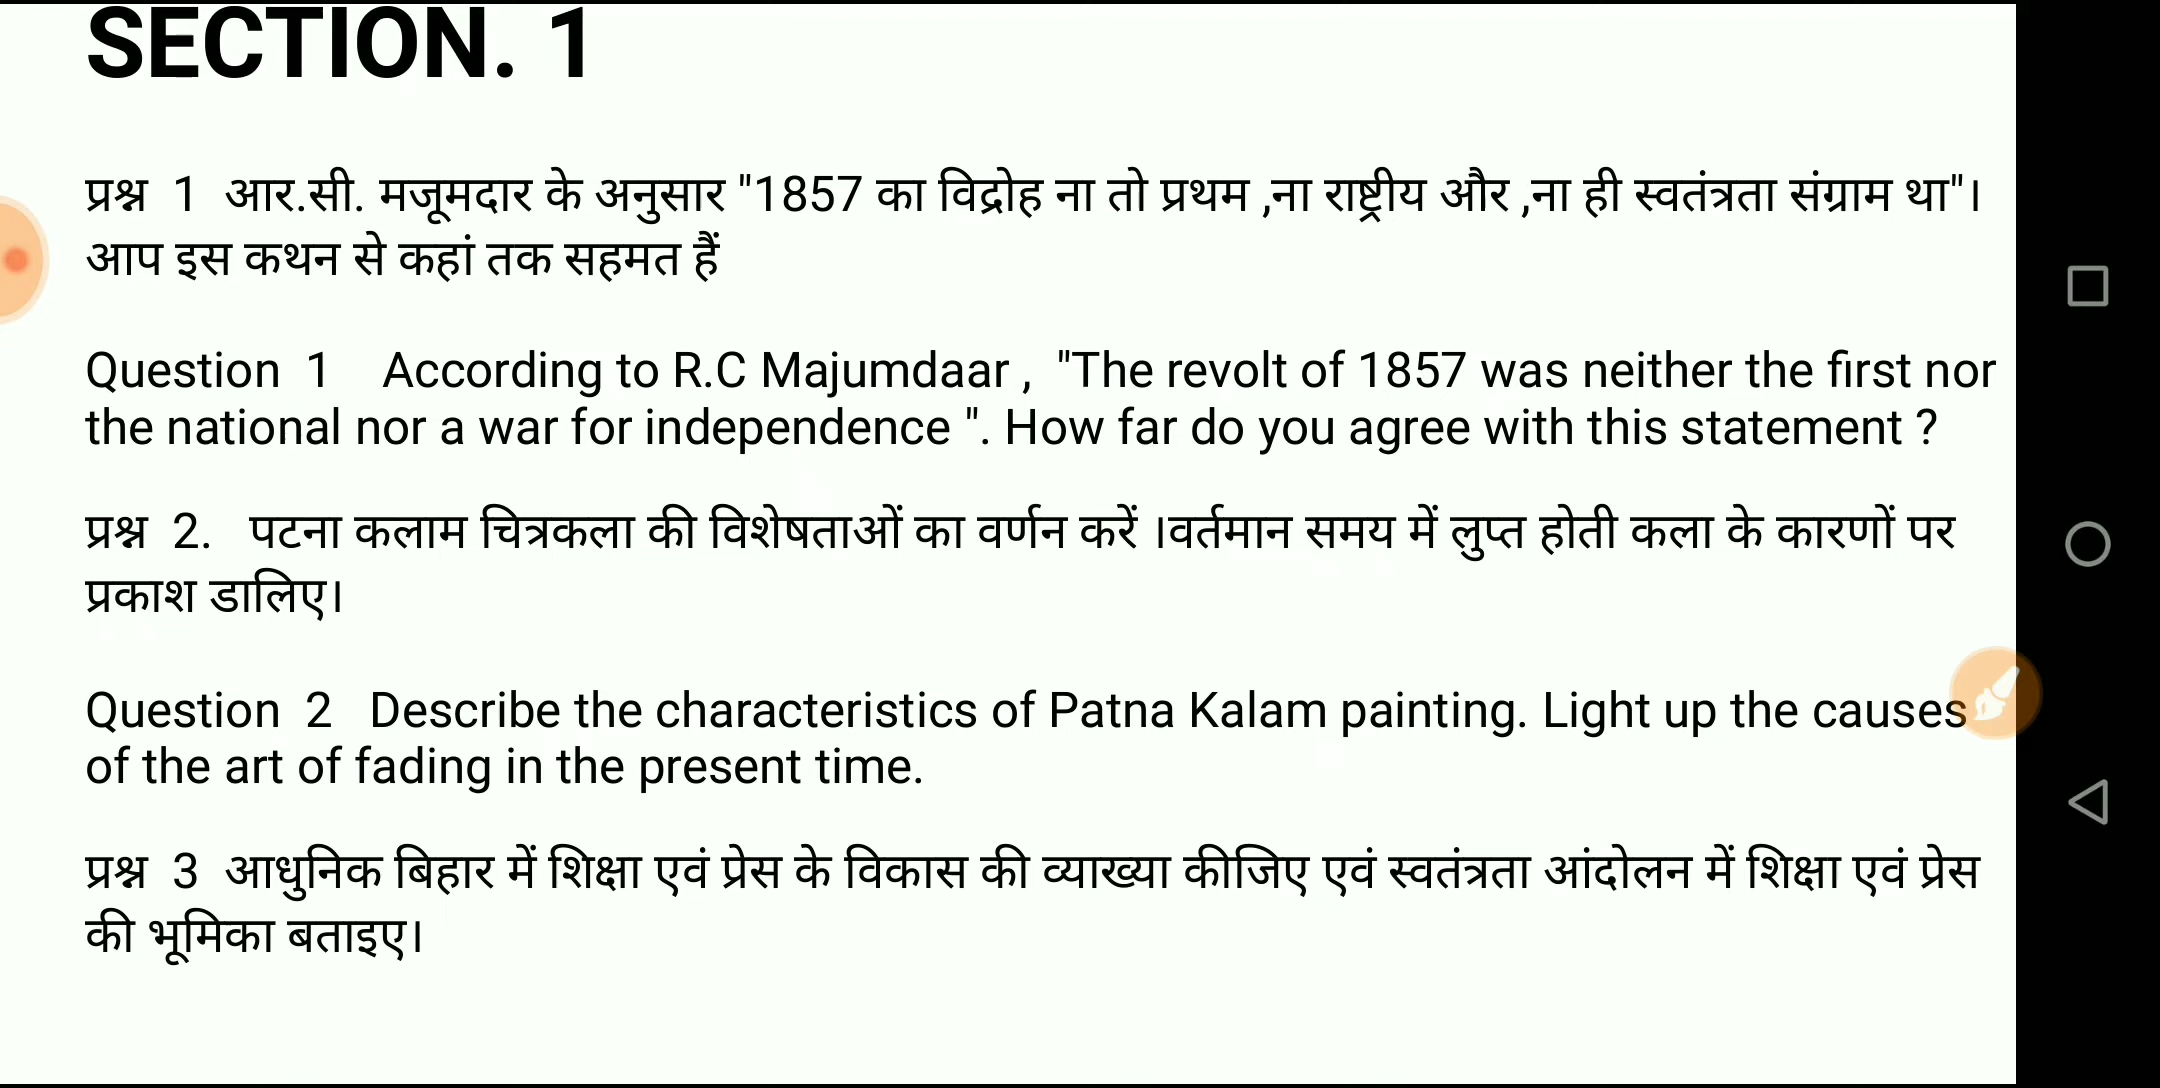 SECTION. 1
प्रश्न 1 आर.सी. मजूमदार के अनुसार "1857 का विद्रोह ना तो प्रथम ,ना राष्ट्रीय और ,ना ही स्वतंत्रता संग्राम था"।
आप इस कथन से कहां तक सहमत हैं
Question 1 According to R.C Majumdaar , "The revolt of 1857 was neither the first nor
the national nor a war for independence ". How far do you agree with this statement ?
प्रश्न 2. पटना कलाम चित्रकला की विशेषताओं का वर्णन करें ।वर्तमान समय में लुप्त होती कला के कारणों पर
प्रकाश डालिए।
Question 2 Describe the characteristics of Patna Kalam painting. Light up the causes
of the art of fading in the present time.
प्रश्न 3 आधुनिक बिहार में शिक्षा एवं प्रेस के विकास की व्याख्या कीजिए एवं स्वतंत्रता आंदोलन में शिक्षा एवं प्रेस
की भूमिका बताइए।